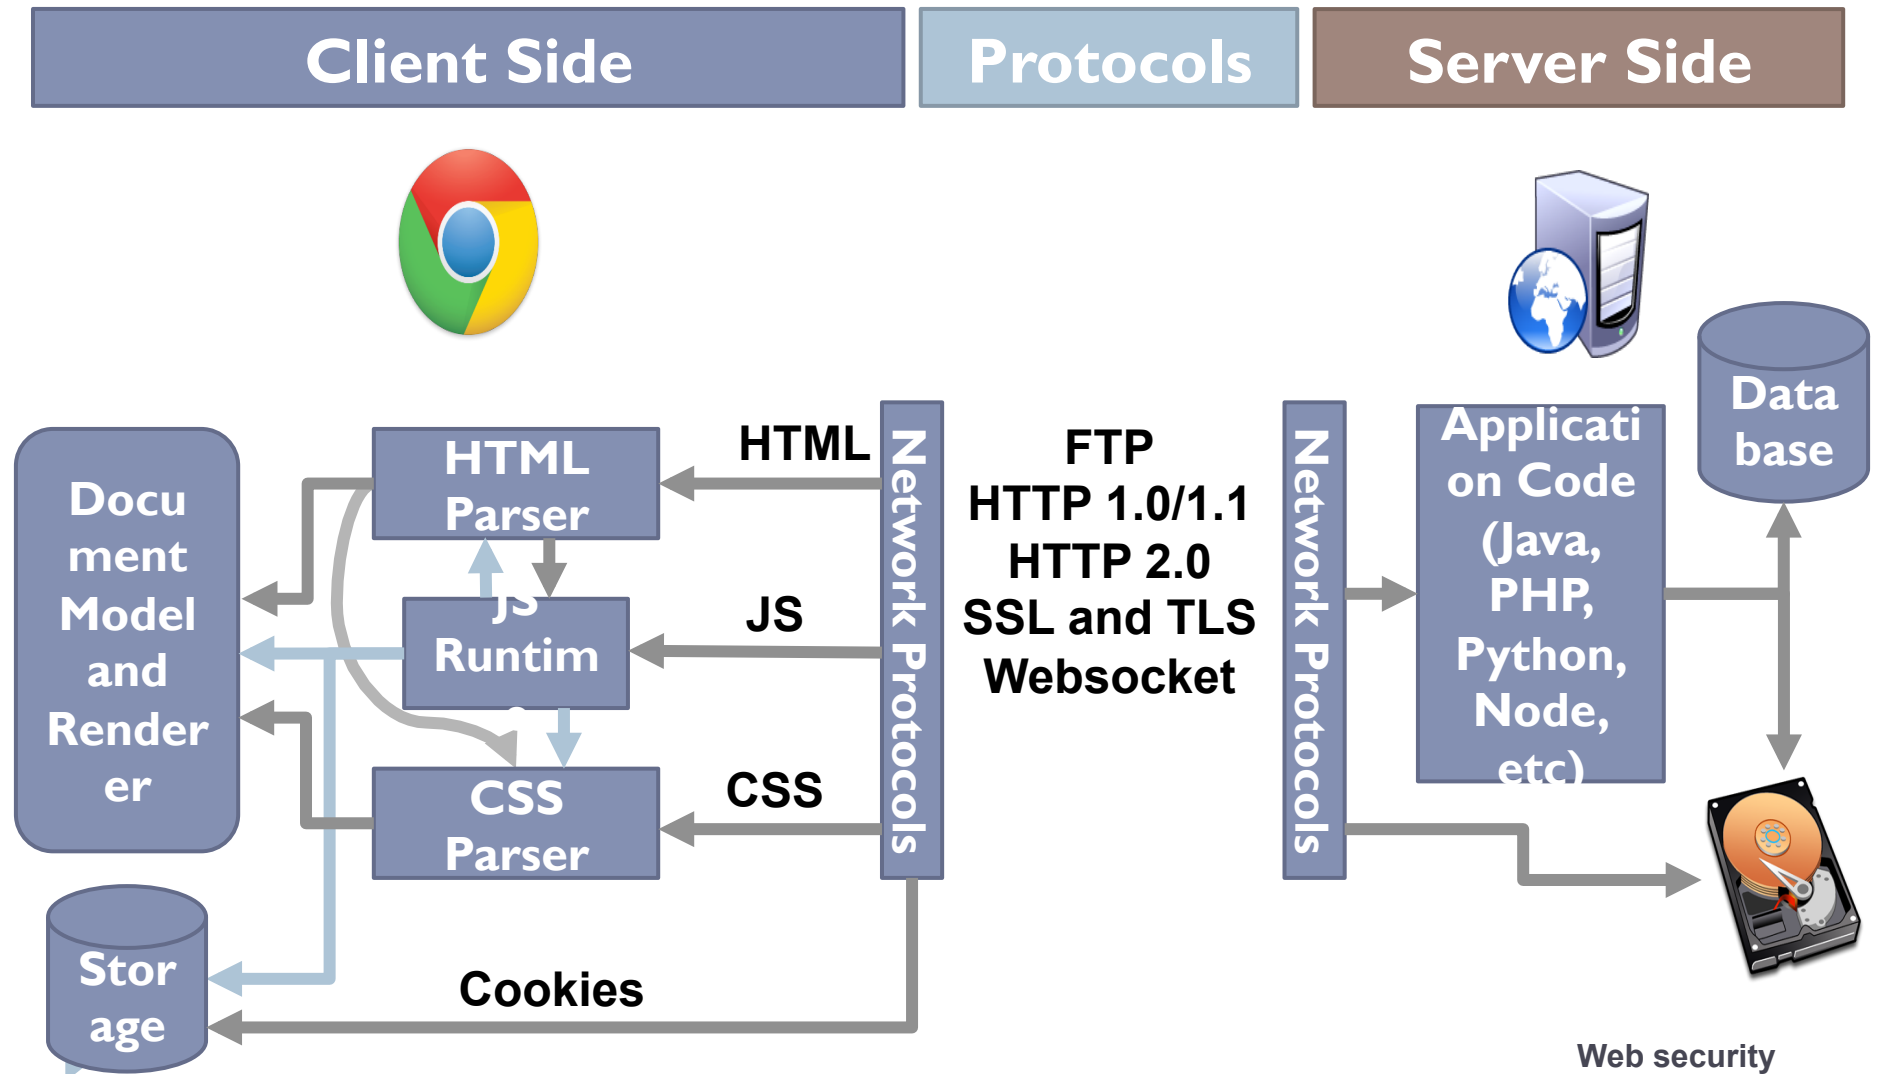 Client Side
Protocols
Server Side
Docu
ment
Model
and
Render
er
HTML
Parser
JS
Runtim
CSS
Parser
Stor
age
HTML
JS
CSS
Cookies
Network Protocols
FTP
HTTP 1.0/1.1
HTTP 2.0
SSL and TLS
Websocket
Network Protocols
Applicati
on Code
(Java,
PHP,
Python,
Node,
etc)
Data
base
Web security